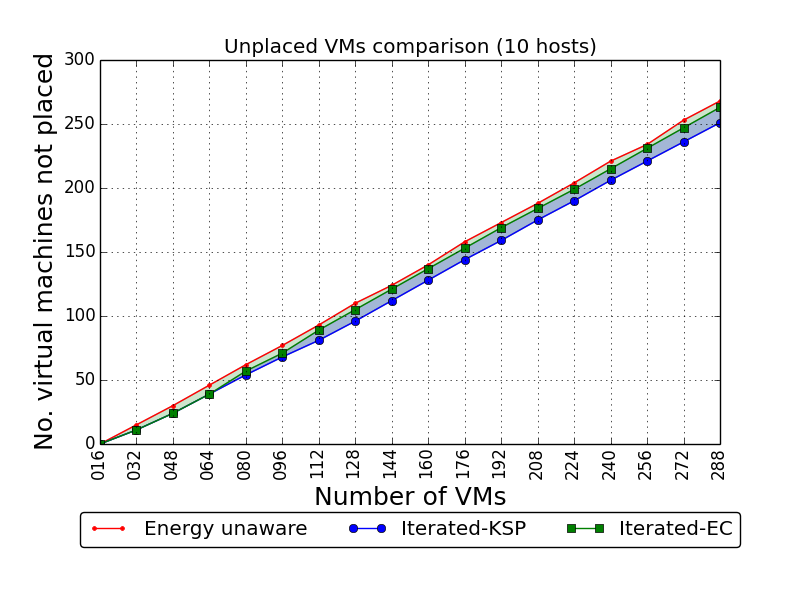 Unplaced VMs comparison (10 hosts)
No. virtual machines not placed
300
250
200
150
100
50
0
016 032 048 064 080 096 112 128 144 160 176 192 208 224 240 256 272 288
Number of VMs
Energy unaware Iterated-KSP Iterated-EC